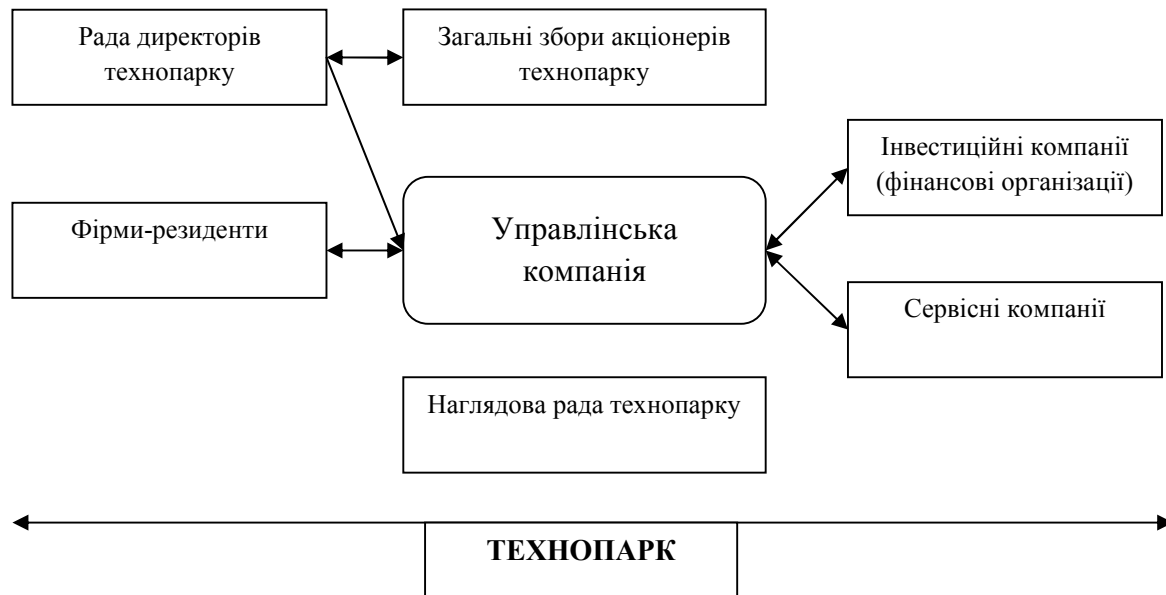 Рада директорів
технопарку
Загальні збори акціонерів
технопарку
Інвестиційні компанії
(фінансові організації)
Фірми-резиденти
Управлінська
компанія
Сервісні компанії
Наглядова рада технопарку
ТЕХНОПАРК